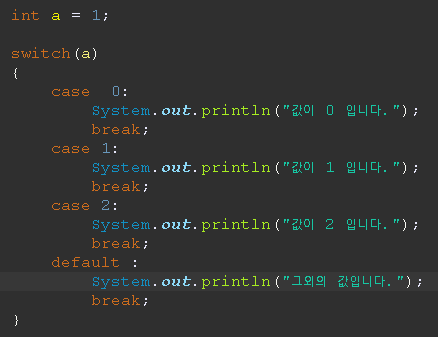 int a = 1;

switch(a)
{
    case  0:
        System.out.println("값이 0 입니다.");
        break;
    case 1:
        System.out.println("값이 1 입니다.");
        break;
    case 2:
        System.out.println("값이 2 입니다.");
        break;
    default :
        System.out.println("그외의 값입니다.");
        break;
}